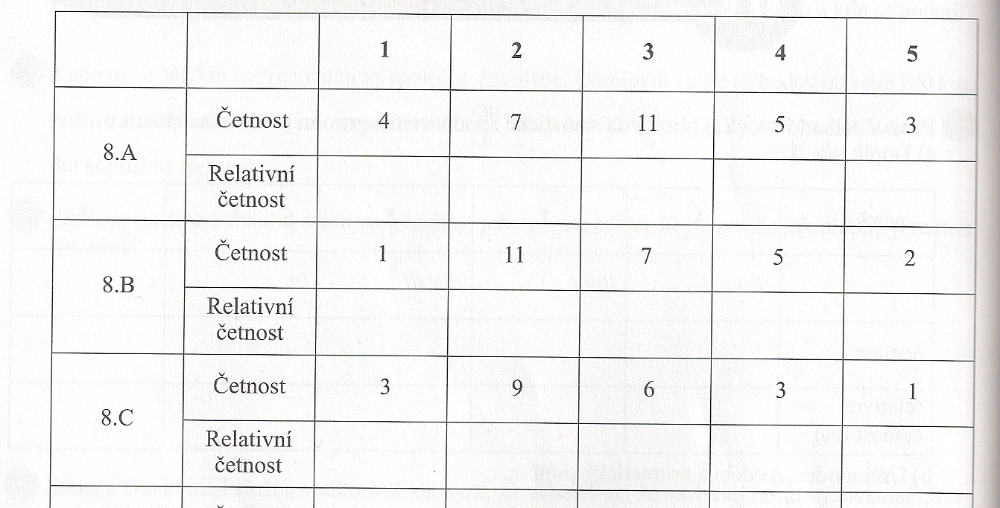 1 2 3 4 5
8.A
Četnost 4 7 11 5 3
Relativní
četnost
8.B
Četnost 1 11 7 5 2
Relativní
četnost
8.C
Četnost 3 9 6 3 1
Relativní
četnost